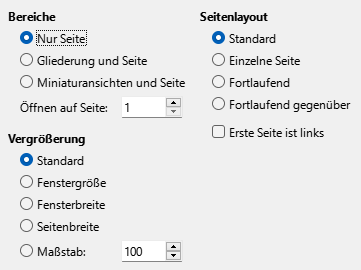 Bereiche
Nur Seite
Gliederung und Seite
Miniaturansichten und Seite
Öffnen auf Seite: 1
Vergrößerung
Standard
Fenstergröße
Fensterbreite
Seitenbreite
Maßstab: 100
Seitenlayout
Standard
Einzelne Seite
Fortlaufend
Fortlaufend gegenüber
Erste Seite ist links